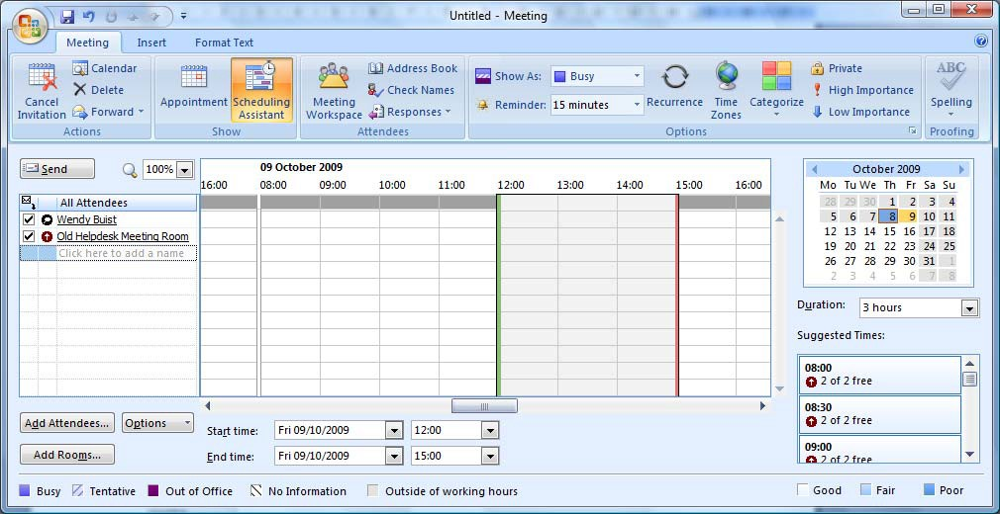 Untitled - Meeting
Meeting Insert Format Text
Cancel Invitation
Calendar
Delete
Forward
Actions
Appointment
Scheduling Assistant
Show
Meeting Workspace
Address Book
Check Names
Responses
Attendees
Show As: Busy
Reminder: 15 minutes
Recurrence
Time Zones
Categorize
Private
High Importance
Low Importance
Options
ABC
Spelling
Proofing
Send
100%
All Attendees
Wendy Buist
Old Helpdesk Meeting Room
Click here to add a name
09 October 2009
16:00 08:00 09:00 10:00 11:00 12:00 13:00 14:00 15:00 16:00
October 2009
Mo Tu We Th Fr Sa Su
28 29 30 1 2 3 4
5 6 7 8 9 10 11
12 13 14 15 16 17 18
19 20 21 22 23 24 25
26 27 28 29 30 31 1
2 3 4 5 6 7 8
Duration: 3 hours
Suggested Times:
08:00
2 of 2 free
08:30
2 of 2 free
09:00
2 of 2 free
Add Attendees... Options
Add Rooms...
Start time: Fri 09/10/2009 12:00
End time: Fri 09/10/2009 15:00
Busy Tentative Out of Office No Information Outside of working hours
Good Fair Poor